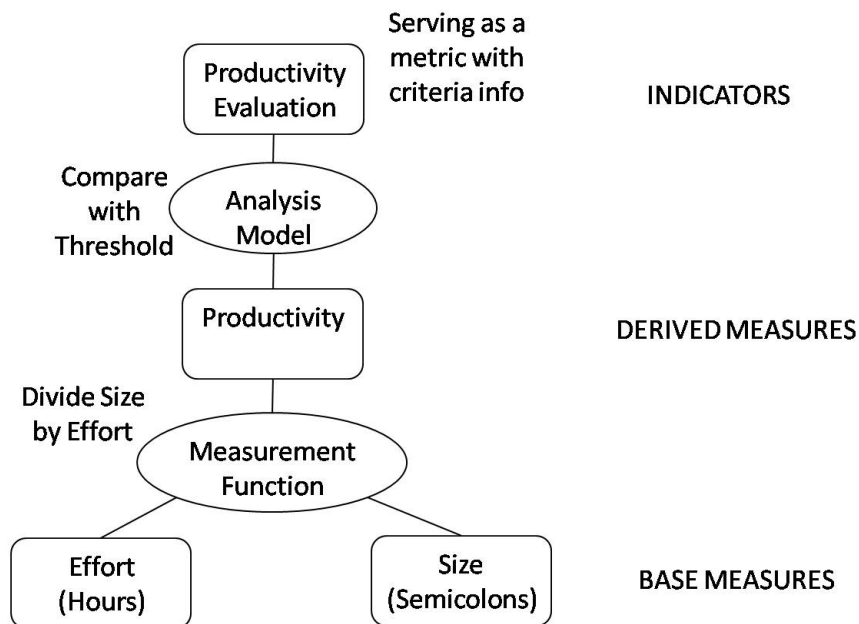 Serving as a
metric with
criteria info
Productivity
Evaluation
INDICATORS
Compare
with
Threshold
Analysis
Model
Productivity
DERIVED MEASURES
Divide Size
by Effort
Measurement
Function
Effort
(Hours)
Size
(Semicolons)
BASE MEASURES